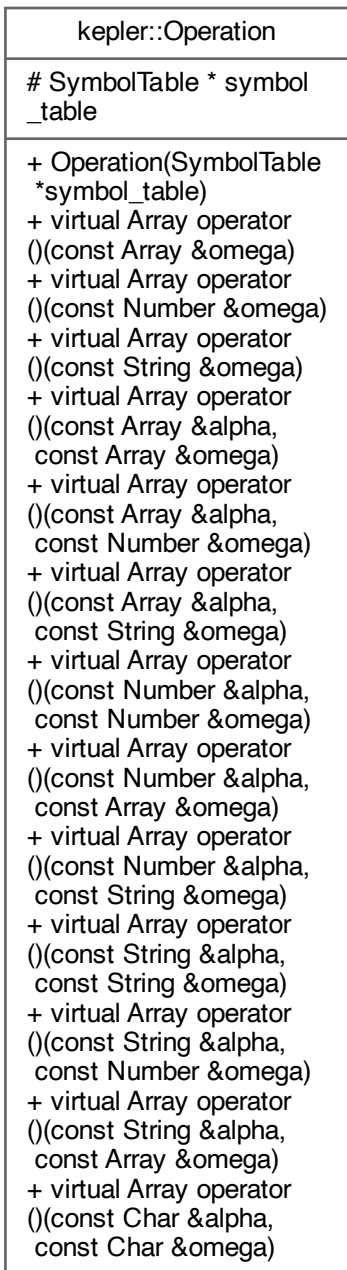 kepler::Operation
# SymbolTable * symbol
_table
+ Operation(SymbolTable
*symbol_table)
+ virtual Array operator
()(const Array &omega)
+ virtual Array operator
()(const Number &omega)
+ virtual Array operator
()(const String &omega)
+ virtual Array operator
()(const Array &alpha,
const Array &omega)
+ virtual Array operator
()(const Array &alpha,
const Number &omega)
+ virtual Array operator
()(const Array &alpha,
const String &omega)
+ virtual Array operator
()(const Number &alpha,
const Number &omega)
+ virtual Array operator
()(const Number &alpha,
const Array &omega)
+ virtual Array operator
()(const Number &alpha,
const String &omega)
+ virtual Array operator
()(const String &alpha,
const String &omega)
+ virtual Array operator
()(const String &alpha,
const Number &omega)
+ virtual Array operator
()(const String &alpha,
const Array &omega)
+ virtual Array operator
()(const Char &alpha,
const Char &omega)